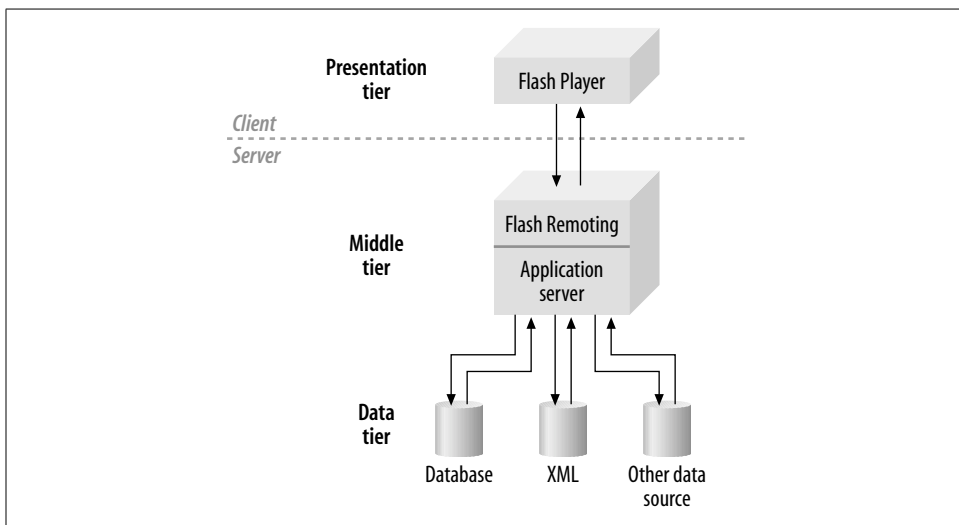 Presentation
tier
Flash Player
Client
Server
Flash Remoting
Middle
tier
Application
server
Data
tier
Database
XML
Other data
source